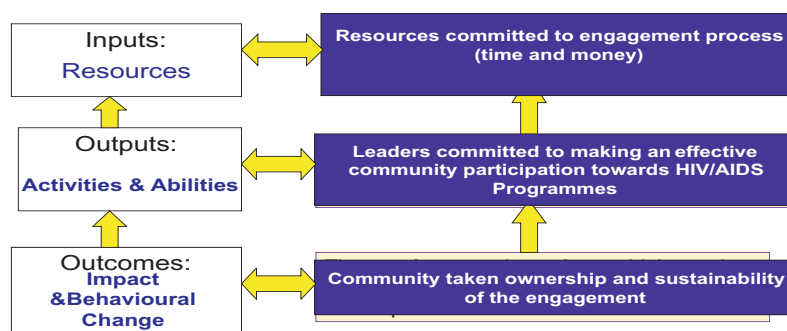 Inputs:
Resources
Resources committed to engagement process
(time and money)
Outputs:
Activities & Abilities
Leaders committed to making an effective
community participation towards HIV/AIDS
Programmes
Outcomes:
Impact
&Behavioural
Change
Community taken ownership and sustainability
of the engagement